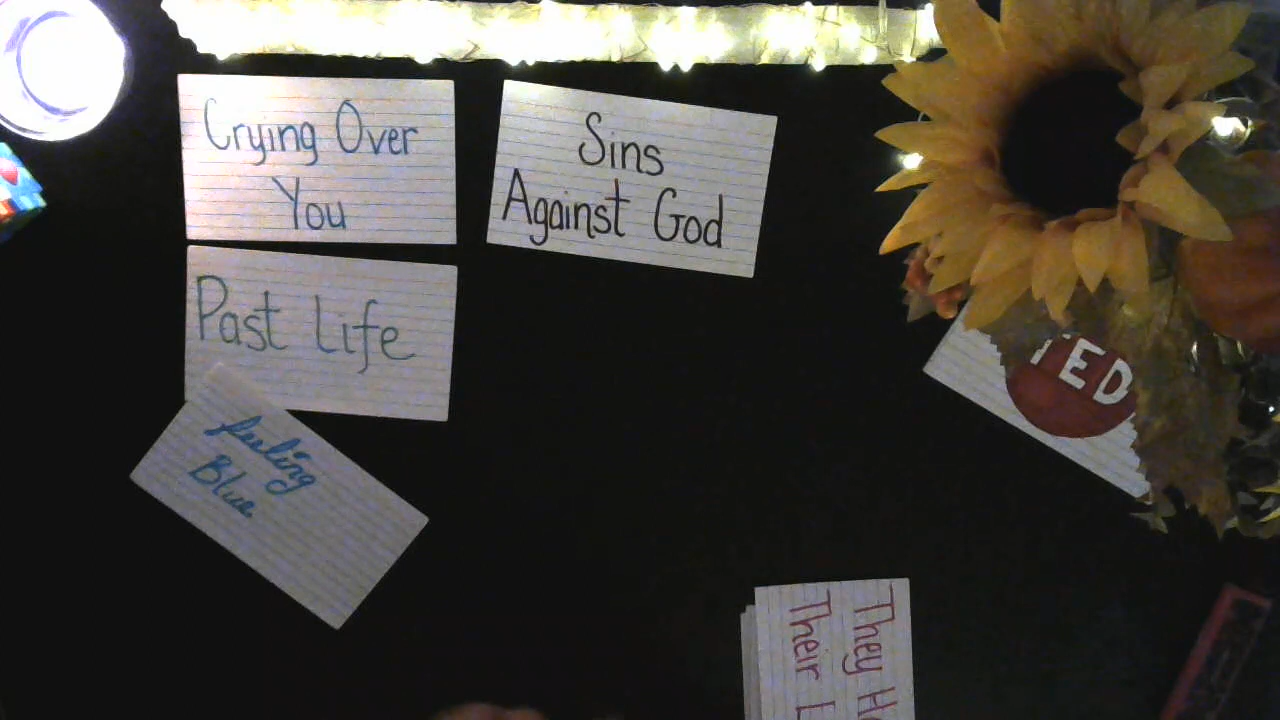 Crying Over
You
Sins
Against God
Past Life
feeling
Blue
TED
They
Their